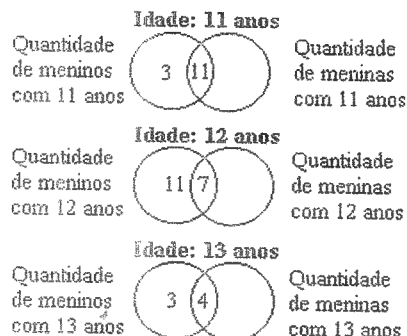 Idade: 11 anos
Quantidade
de meninos
com 11 anos
3 11
Quantidade
de meninas
com 11 anos
Idade: 12 anos
Quantidade
de meninos
com 12 anos
11 7
Quantidade
de meninas
com 12 anos
Idade: 13 anos
Quantidade
de meninos
com 13 anos
3 4
Quantidade
de meninas
com 13 anos